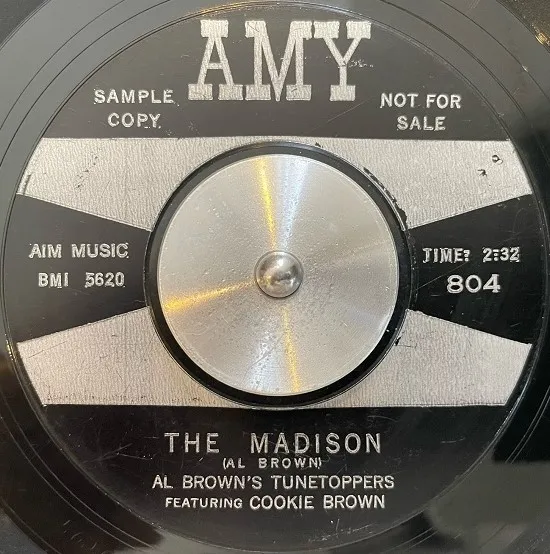 AMY
SAMPLE COPY
NOT FOR SALE
AIM MUSIC
BMI 5620
TIME: 2:32
804
THE MADISON
(AL BROWN)
AL BROWN'S TUNETOPPERS
FEATURING COOKIE BROWN